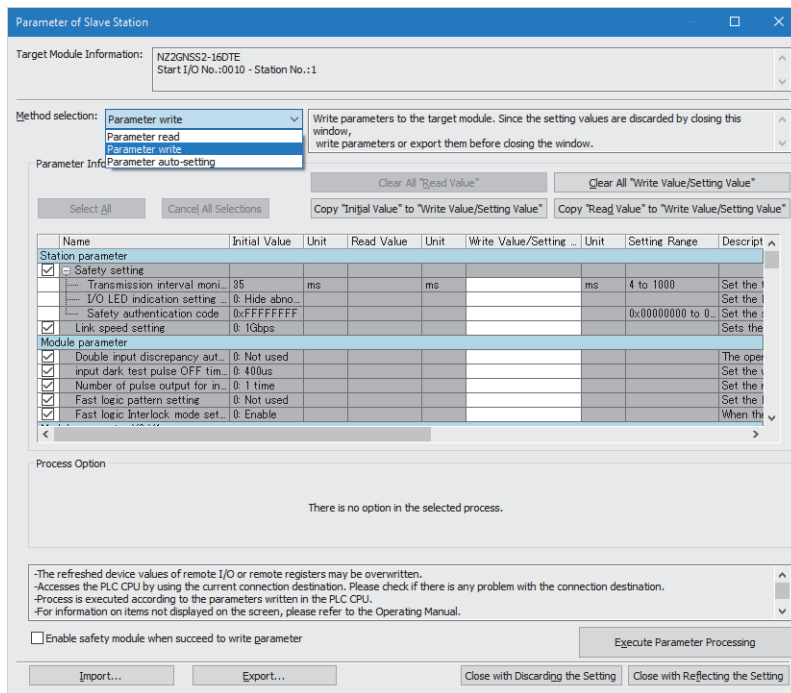 Parameter of Slave Station
Target Module Information:
NZ2GNSS2-16DTE
Start I/O No.:0010 - Station No.:1
Method selection:
Parameter write
Parameter read
Parameter write
Parameter auto-setting
Write parameters to the target module. Since the setting values are discarded by closing this
window,
write parameters or export them before closing the window.
Parameter Info
Clear All "Read Value"
Clear All "Write Value/Setting Value"
Select All
Cancel All Selections
Copy "Initial Value" to "Write Value/Setting Value"
Copy "Read Value" to "Write Value/Setting Value"
Name Initial Value Unit Read Value Unit Write Value/Setting ... Unit Setting Range Descript
Station parameter
Safety setting
Transmission interval moni... 35 ms ms ms 4 to 1000 Set the
I/O LED indication setting ... 0: Hide abno... Set the
Safety authentication code 0xFFFFFFFF 0x00000000 to 0... Set the
Link speed setting 0: 1Gbps Sets the
Module parameter
Double input discrepancy aut... 0: Not used The oper
input dark test pulse OFF tim... 0: 400us Set the
Number of pulse output for in... 0: 1 time Set the
Fast logic pattern setting 0: Not used Set the
Fast logic Interlock mode set... 0: Enable When the
Process Option
There is no option in the selected process.
-The refreshed device values of remote I/O or remote registers may be overwritten.
-Accesses the PLC CPU by using the current connection destination. Please check if there is any problem with the connection destination.
-Process is executed according to the parameters written in the PLC CPU.
-For information on items not displayed on the screen, please refer to the Operating Manual.
Enable safety module when succeed to write parameter
Execute Parameter Processing
Import...
Export...
Close with Discarding the Setting
Close with Reflecting the Setting